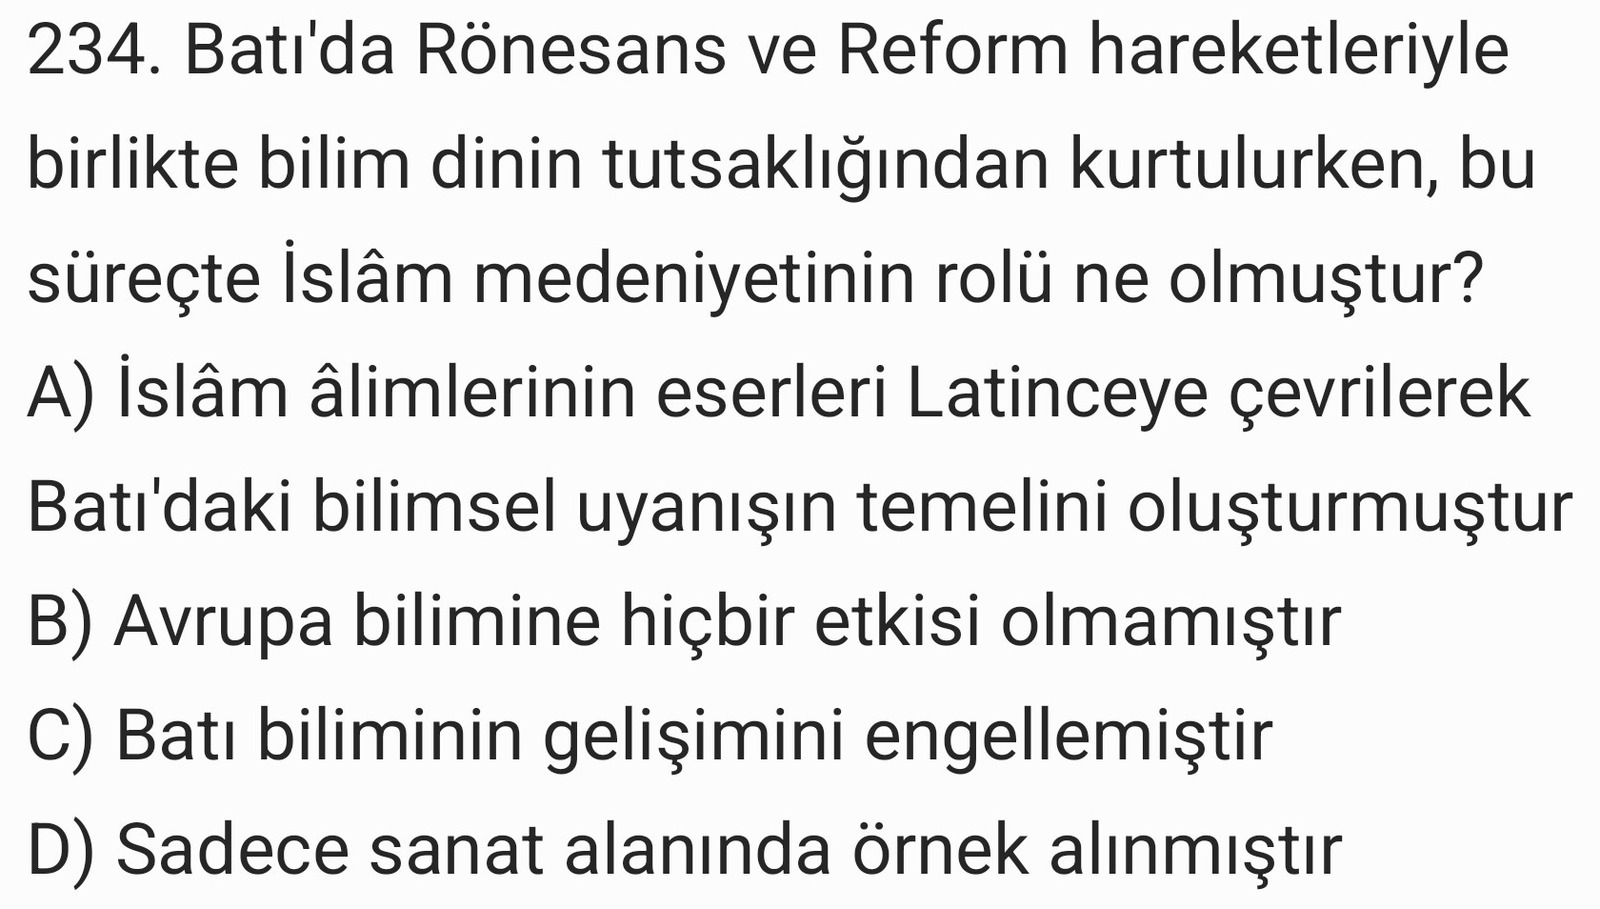 234. Batı'da Rönesans ve Reform hareketleriyle
birlikte bilim dinin tutsaklığından kurtulurken, bu
süreçte İslâm medeniyetinin rolü ne olmuştur?
A) İslâm âlimlerinin eserleri Latinceye çevrilerek
Batı'daki bilimsel uyanışın temelini oluşturmuştur
B) Avrupa bilimine hiçbir etkisi olmamıştır
C) Batı biliminin gelişimini engellemiştir
D) Sadece sanat alanında örnek alınmıştır